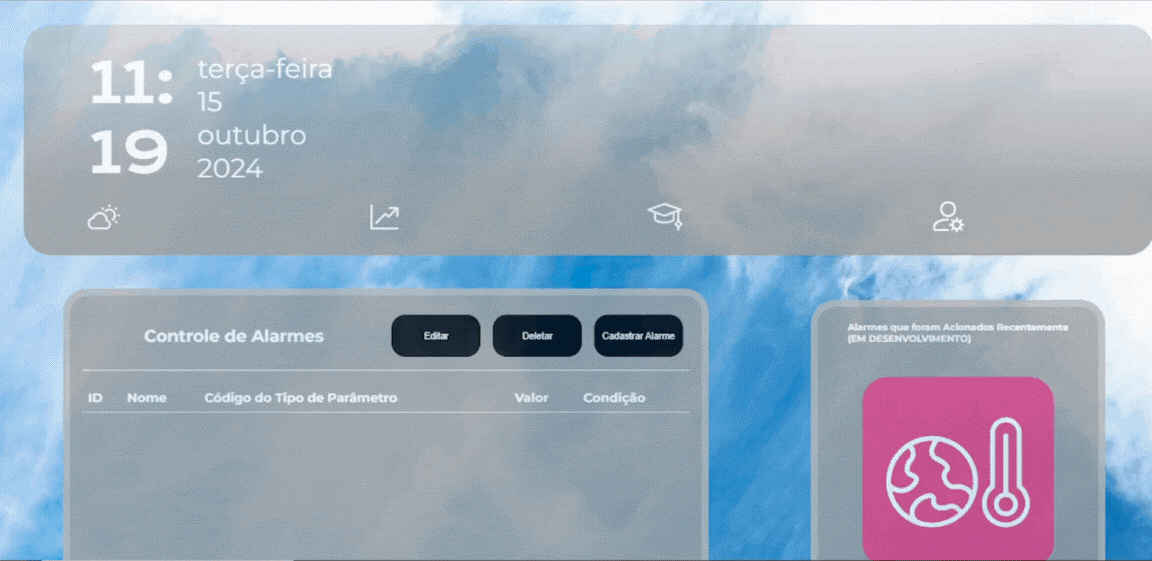 11:
19
terça-feira
15
outubro
2024
Controle de Alarmes
Editar
Deletar
Cadastrar Alarme
ID Nome Código do Tipo de Parâmetro Valor Condição
Alarmes que foram Acionados Recentemente
(EM DESENVOLVIMENTO)